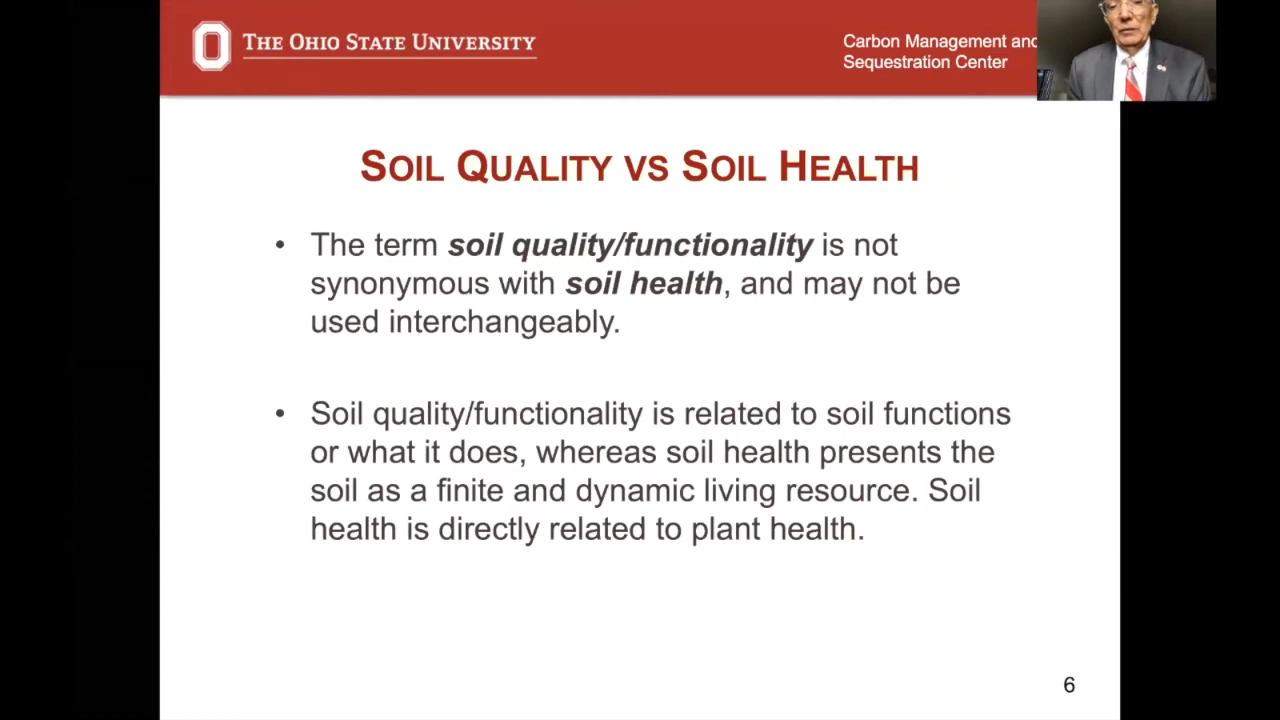 THE OHIO STATE UNIVERSITY
Carbon Management and
Sequestration Center
SOIL QUALITY VS SOIL HEALTH
• The term soil quality/functionality is not
synonymous with soil health, and may not be
used interchangeably.
• Soil quality/functionality is related to soil functions
or what it does, whereas soil health presents the
soil as a finite and dynamic living resource. Soil
health is directly related to plant health.
6